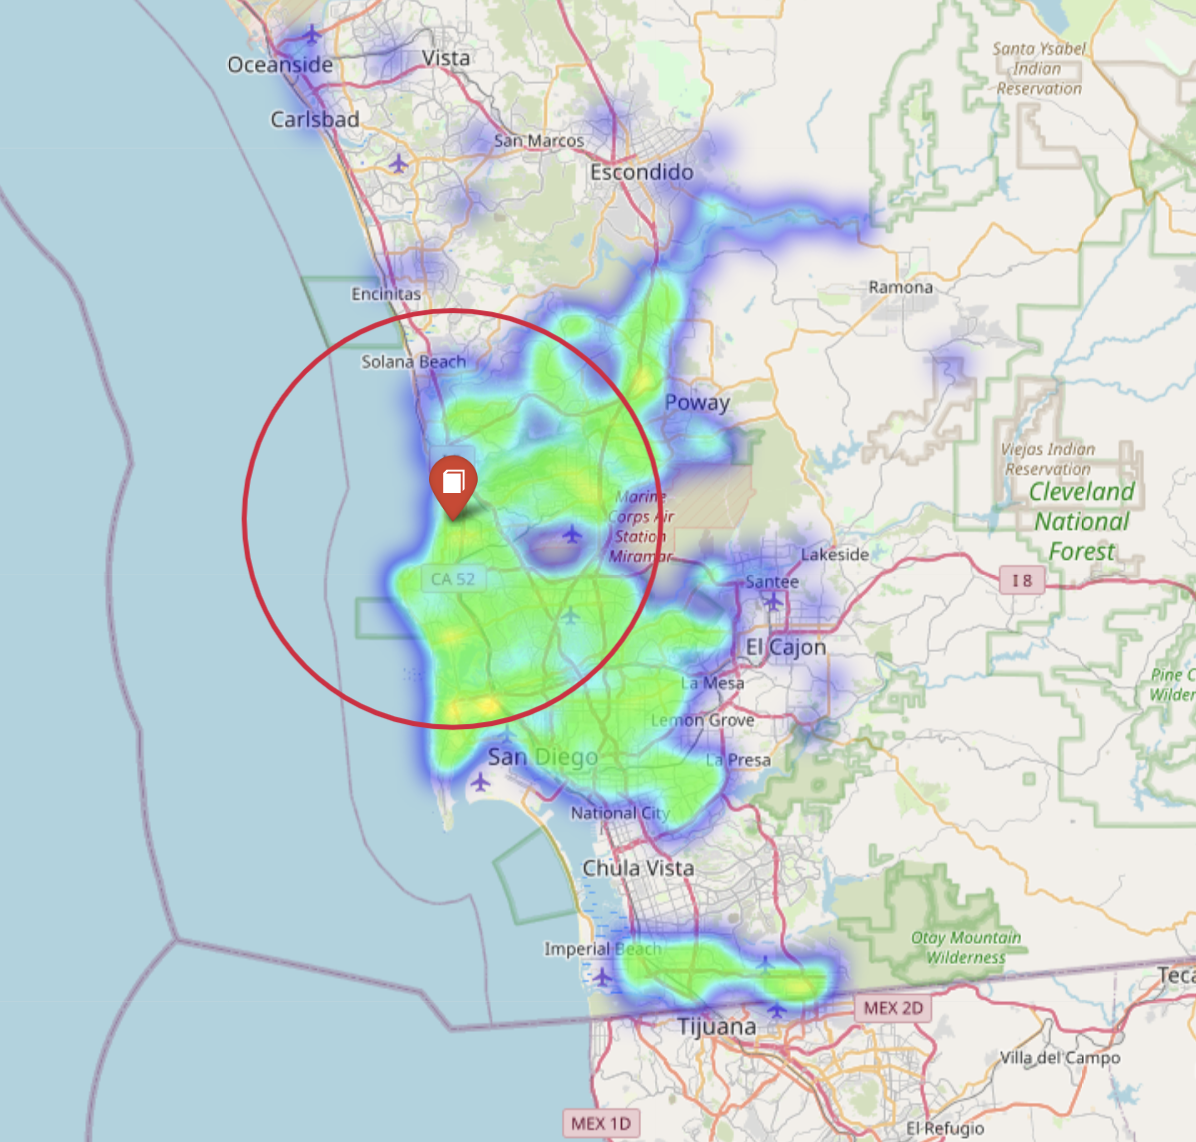 Oceanside
Vista
Carlsbad
San Marcos
Escondido
Santa Ysabel
Indian
Reservation
Encinitas
Ramona
Solana Beach
Poway
Viejas Indian
Reservation
Cleveland
National
Forest
Marine
Corps Air
Station
Miramar
Lakeside
CA 52
Santee
I 8
El Cajon
La Mesa
Pine C
Wilder
Lemon Grove
San Diego
La Presa
National City
Chula Vista
Imperial Beach
Otay Mountain
Wilderness
Teca
MEX 2D
Tijuana
Villa del Campo
MEX 1D
El Refugio